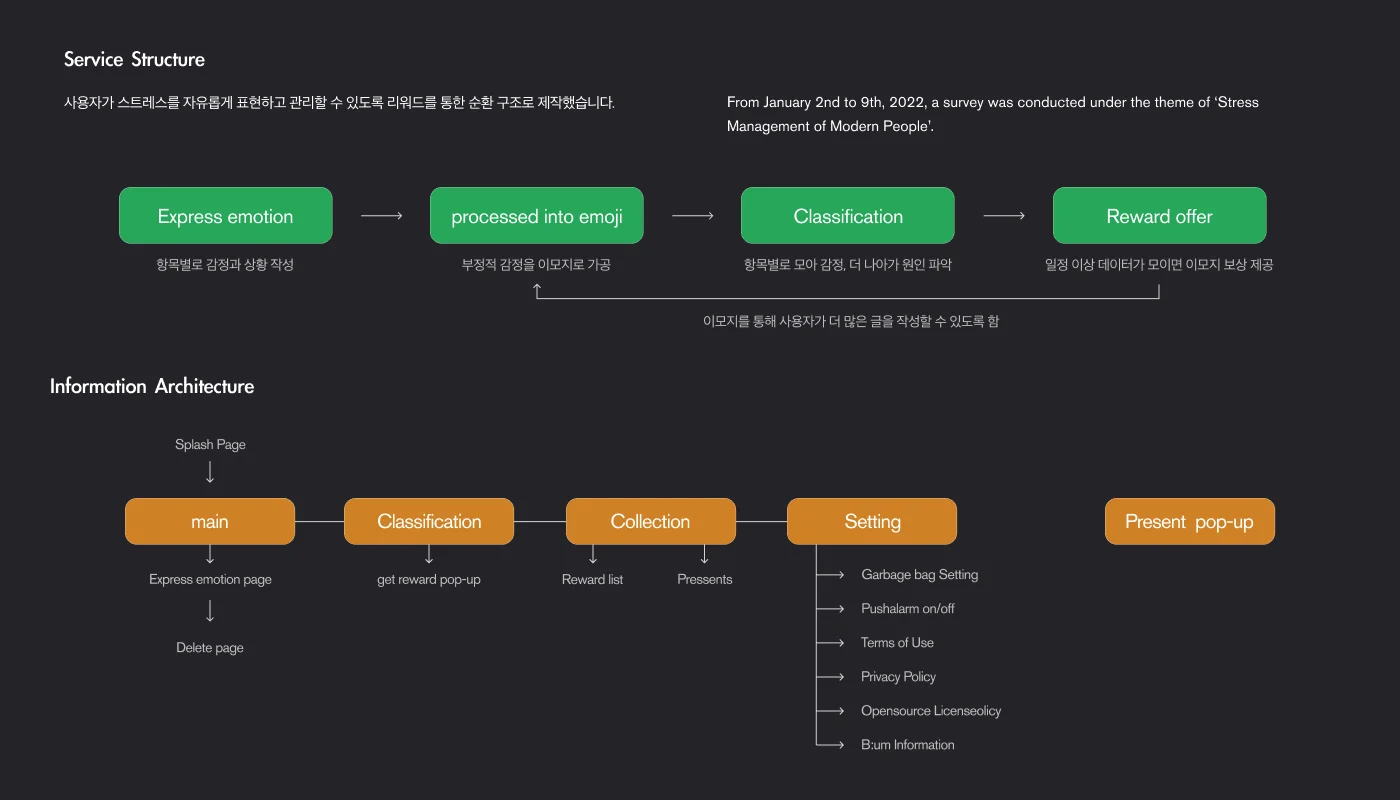 Service Structure
사용자가 스트레스를 자유롭게 표현하고 관리할 수 있도록 리워드를 통한 순환 구조로 제작했습니다.
From January 2nd to 9th, 2022, a survey was conducted under the theme of ‘Stress
Management of Modern People’.
Express emotion
processed into emoji
Classification
Reward offer
항목별로 감정과 상황 작성
부정적 감정을 이모지로 가공
항목별로 모아 감정, 더 나아가 원인 파악
일정 이상 데이터가 모이면 이모지 보상 제공
이모지를 통해 사용자가 더 많은 글을 작성할 수 있도록 함
Information Architecture
Splash Page
main
Classification
Collection
Setting
Present pop-up
Express emotion page
get reward pop-up
Reward list
Pressents
Delete page
Garbage bag Setting
Pushalarm on/off
Terms of Use
Privacy Policy
Opensource Licenseolicy
B:um Information